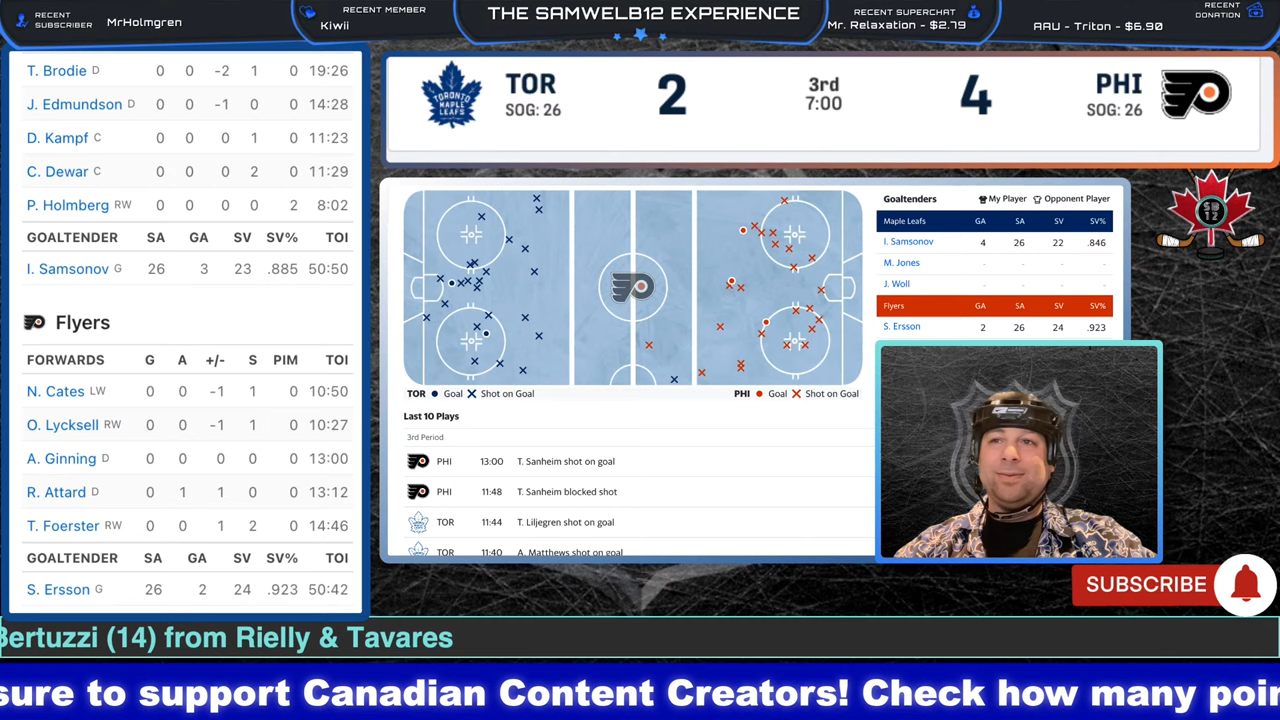 RECENT
SUBSCRIBER
MrHolmgren
RECENT MEMBER
Kiwii
THE SAMWELB12 EXPERIENCE
RECENT SUPERCHAT
Mr. Relaxation - $2.79
AAU - Triton - $6.90
RECENT
DONATION
T. Brodie D 0 0 -2 1 0 19:26
J. Edmundson D 0 0 -1 0 0 14:28
D. Kampf C 0 0 0 1 0 11:23
C. Dewar C 0 0 0 2 0 11:29
P. Holmberg RW 0 0 0 0 2 8:02
GOALTENDER SA GA SV SV% TOI
I. Samsonov G 26 3 23 .885 50:50
Flyers
FORWARDS G A +/- S PIM TOI
N. Cates LW 0 0 -1 1 0 10:50
O. Lycksell RW 0 0 -1 1 0 10:27
A. Ginning D 0 0 0 0 0 13:00
R. Attard D 0 1 1 0 0 13:12
T. Foerster RW 0 0 1 2 0 14:46
GOALTENDER SA GA SV SV% TOI
S. Ersson G 26 2 24 .923 50:42
TORONTO
MAPLE
LEAFS
TOR
SOG: 26
2
3rd
7:00
4
PHI
SOG: 26
SB
12
TOR Goal Shot on Goal
PHI Goal Shot on Goal
Last 10 Plays
3rd Period
PHI 13:00 T. Sanheim shot on goal
PHI 11:48 T. Sanheim blocked shot
TOR 11:44 T. Liljegren shot on goal
TOR 11:40 A. Matthews shot on goal
Goaltenders My Player Opponent Player
Maple Leafs GA SA SV SV%
I. Samsonov 4 26 22 .846
M. Jones - - - -
J. Woll - - - -
Flyers GA SA SV SV%
S. Ersson 2 26 24 .923
SUBSCRIBE
Bertuzzi (14) from Rielly & Tavares
sure to support Canadian Content Creators! Check how many poin